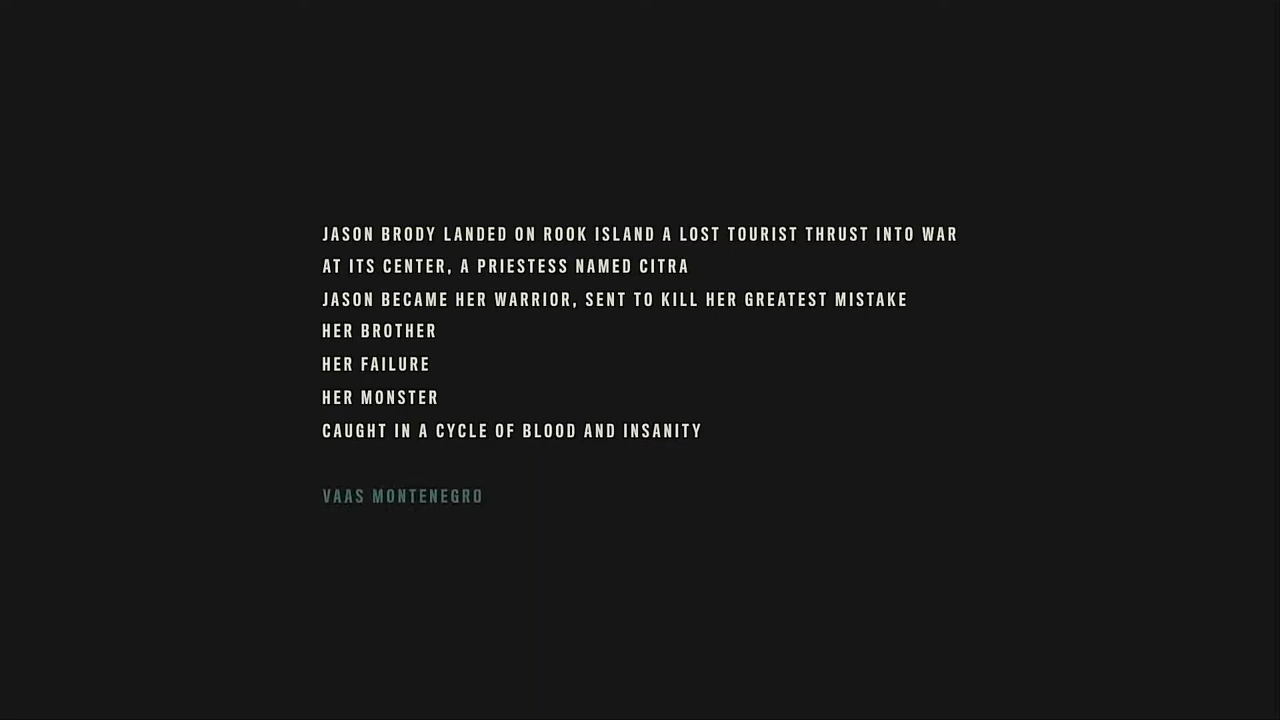 JASON BRODY LANDED ON ROOK ISLAND A LOST TOURIST THRUST INTO WAR
AT ITS CENTER, A PRIESTESS NAMED CITRA
JASON BECAME HER WARRIOR, SENT TO KILL HER GREATEST MISTAKE
HER BROTHER
HER FAILURE
HER MONSTER
CAUGHT IN A CYCLE OF BLOOD AND INSANITY
VAAS MONTENEGRO